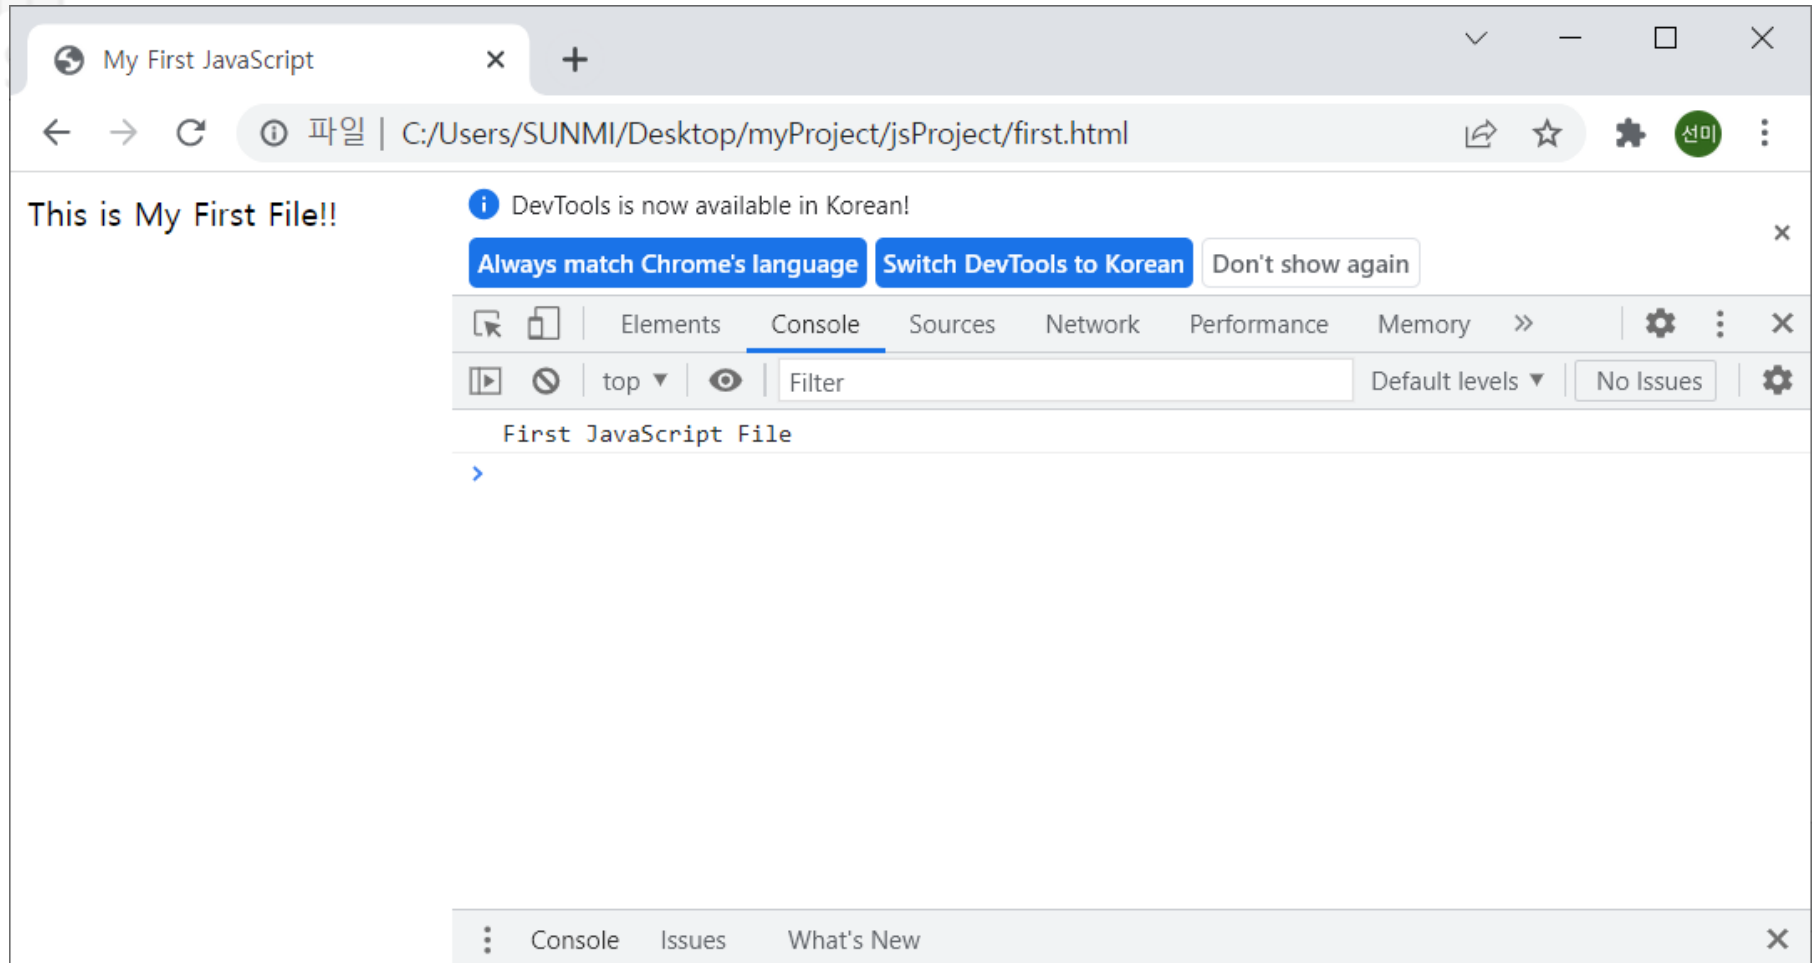 My First JavaScript
파일 | C:/Users/SUNMI/Desktop/myProject/jsProject/first.html
선미
This is My First File!!
DevTools is now available in Korean!
Always match Chrome's language Switch DevTools to Korean Don't show again
Elements Console Sources Network Performance Memory
top Filter Default levels No Issues
First JavaScript File
Console Issues What's New